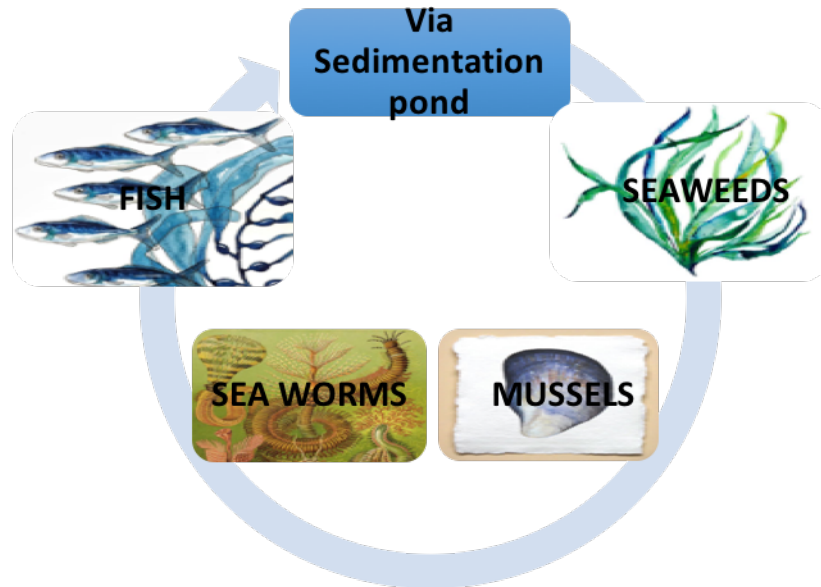 Via
Sedimentation
pond
FISH
SEAWEEDS
SEA WORMS
MUSSELS